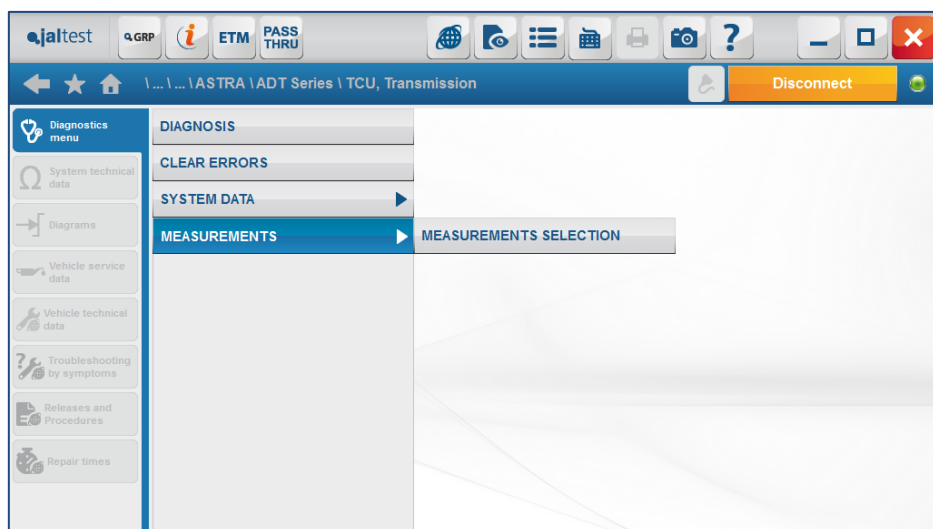 jaltest
GRP
i
ETM
PASS
THRU
?
\ ... \ ... \ ASTRA \ ADT Series \ TCU, Transmission
Disconnect
Diagnostics
menu
System technical
data
Diagrams
Vehicle service
data
Vehicle technical
data
Troubleshooting
by symptoms
Releases and
Procedures
Repair times
DIAGNOSIS
CLEAR ERRORS
SYSTEM DATA
MEASUREMENTS
MEASUREMENTS SELECTION